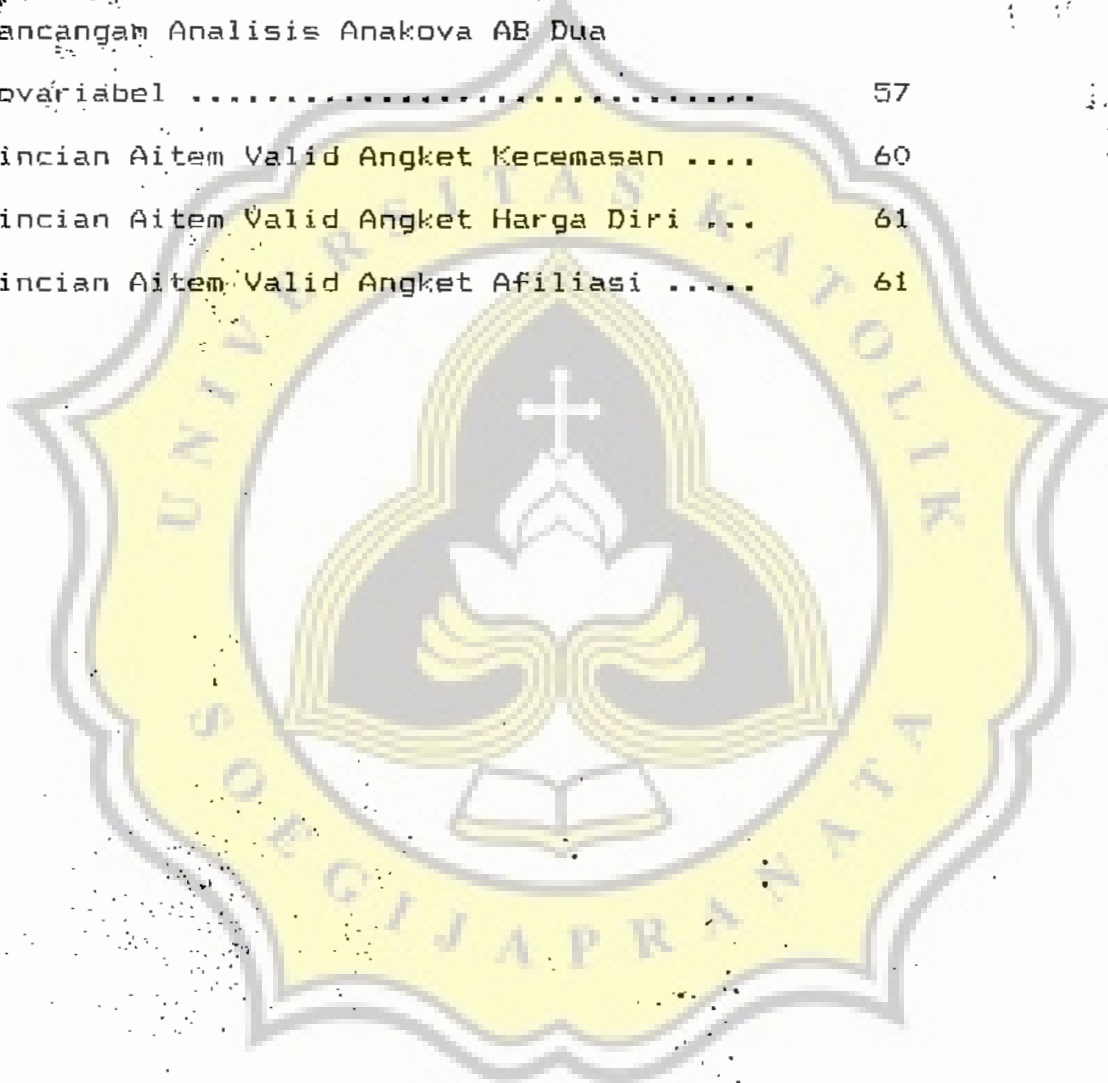 ancangam Analisis Anakova AB Dua
ovariabel .............................. 57
incian Aitem Valid Angket Kecemasan .... 60
incian Aitem Valid Angket Harga Diri ... 61
incian Aitem Valid Angket Afiliasi ..... 61
UNIVERSITAS KATOLIK
SOEGIJAPRANATA